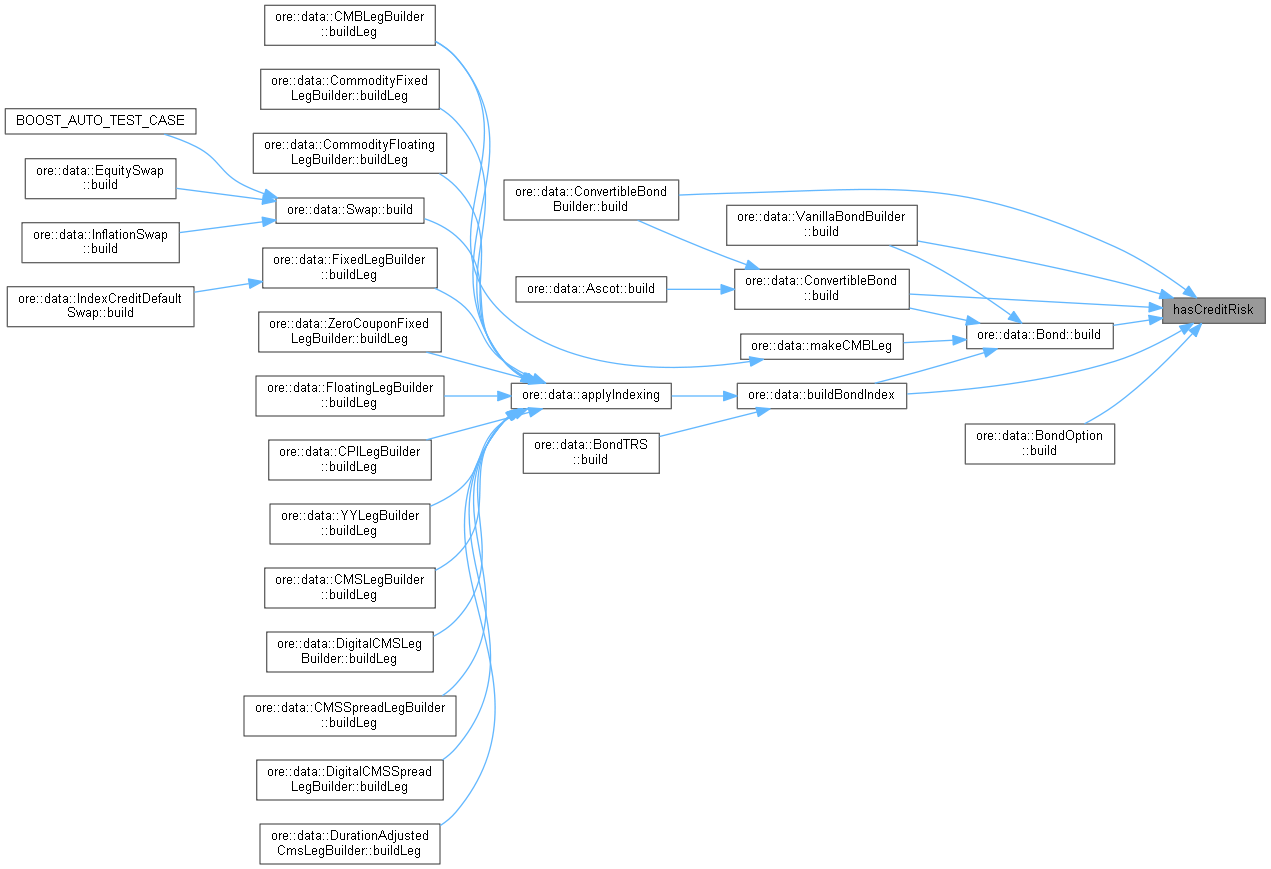 ore::data::CMBLegBuilder
::buildLeg
ore::data::CommodityFixed
LegBuilder::buildLeg
ore::data::CommodityFloating
LegBuilder::buildLeg
BOOST_AUTO_TEST_CASE
ore::data::EquitySwap
::build
ore::data::InflationSwap
::build
ore::data::IndexCreditDefault
Swap::build
ore::data::Swap::build
ore::data::FixedLegBuilder
::buildLeg
ore::data::ZeroCouponFixed
LegBuilder::buildLeg
ore::data::FloatingLegBuilder
::buildLeg
ore::data::CPILegBuilder
::buildLeg
ore::data::YYLegBuilder
::buildLeg
ore::data::CMSLegBuilder
::buildLeg
ore::data::DigitalCMSLeg
Builder::buildLeg
ore::data::CMSSpreadLegBuilder
::buildLeg
ore::data::DigitalCMSSpread
LegBuilder::buildLeg
ore::data::DurationAdjusted
CmsLegBuilder::buildLeg
ore::data::ConvertibleBond
Builder::build
ore::data::Ascot::build
ore::data::applyIndexing
ore::data::BondTRS
::build
ore::data::VanillaBondBuilder
::build
ore::data::ConvertibleBond
::build
ore::data::makeCMBLeg
ore::data::buildBondIndex
ore::data::Bond::build
ore::data::BondOption
::build
hasCreditRisk